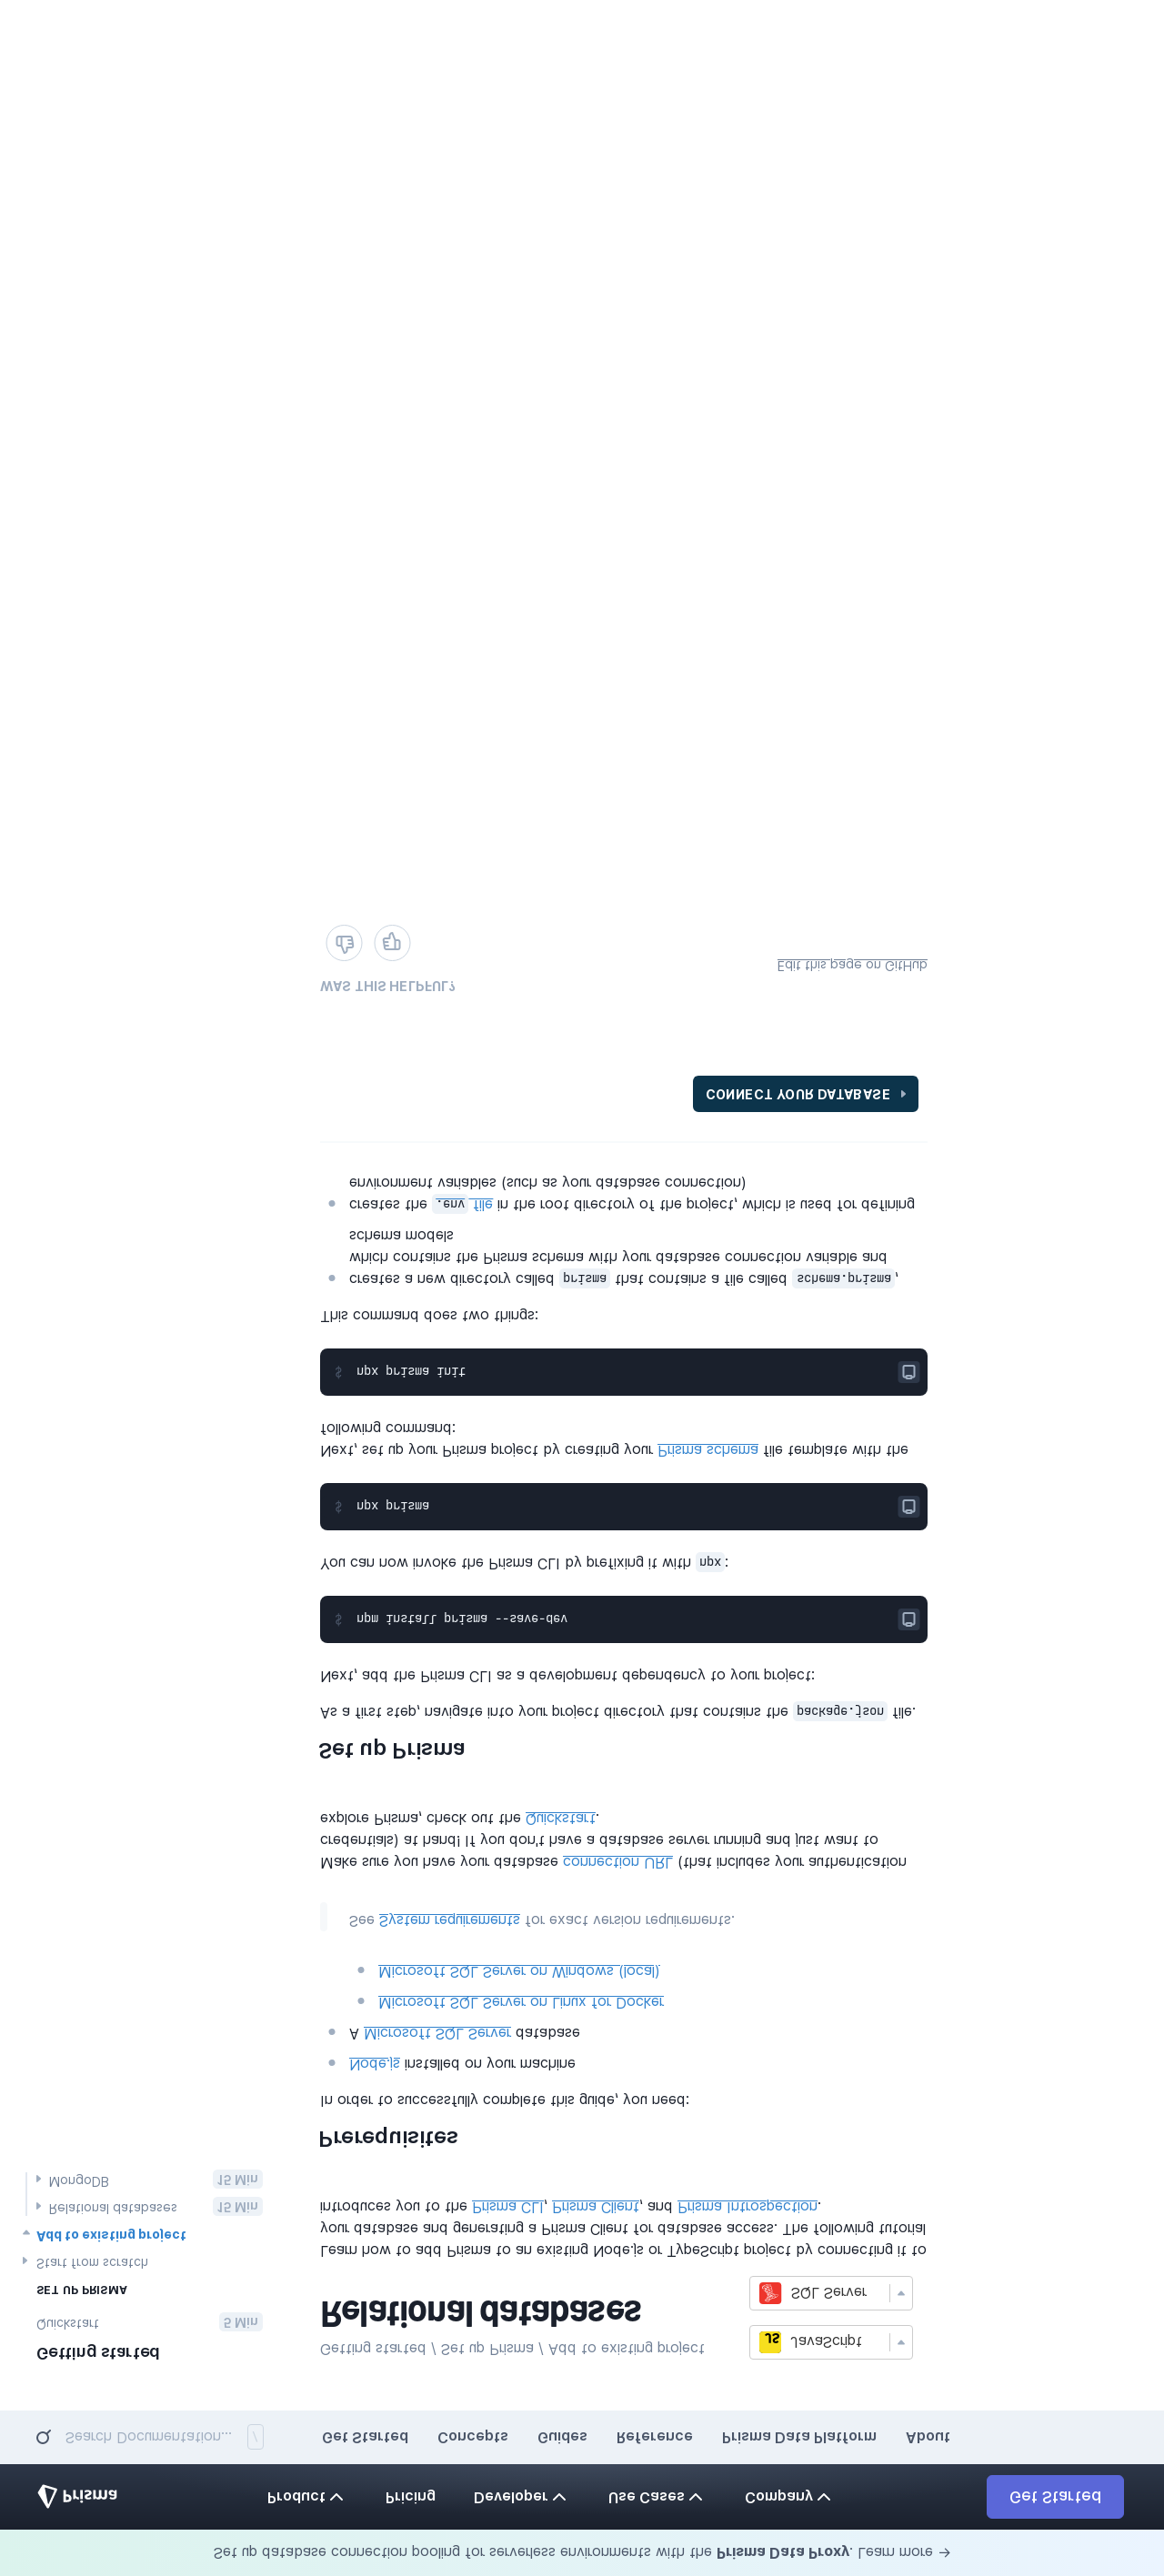 Set up database connection pooling for serverless environments with the Prisma Data Proxy. Learn more →
Prisma
Product
Pricing
Developer
Use Cases
Company
Get Started
Search Documentation... /
Get Started
Concepts
Guides
Reference
Prisma Data Platform
About
Getting started
Quickstart 5 Min
SET UP PRISMA
Start from scratch
Add to existing project
Relational databases 15 Min
MongoDB 15 Min
Getting started / Set up Prisma / Add to existing project
Relational databases
JS JavaScript
SQL Server
Learn how to add Prisma to an existing Node.js or TypeScript project by connecting it to
your database and generating a Prisma Client for database access. The following tutorial
introduces you to the Prisma CLI, Prisma Client, and Prisma Introspection.
Prerequisites
In order to successfully complete this guide, you need:
Node.js installed on your machine
A Microsoft SQL Server database
Microsoft SQL Server on Linux for Docker
Microsoft SQL Server on Windows (local)
See System requirements for exact version requirements.
Make sure you have your database connection URL (that includes your authentication
credentials) at hand! If you don't have a database server running and just want to
explore Prisma, check out the Quickstart.
Set up Prisma
As a first step, navigate into your project directory that contains the package.json file.
Next, add the Prisma CLI as a development dependency to your project:
$ npm install prisma --save-dev
You can now invoke the Prisma CLI by prefixing it with npx:
$ npx prisma
Next, set up your Prisma project by creating your Prisma schema file template with the
following command:
$ npx prisma init
This command does two things:
creates a new directory called prisma that contains a file called schema.prisma,
which contains the Prisma schema with your database connection variable and
schema models
creates the .env file in the root directory of the project, which is used for defining
environment variables (such as your database connection)
CONNECT YOUR DATABASE
WAS THIS HELPFUL?
Edit this page on GitHub